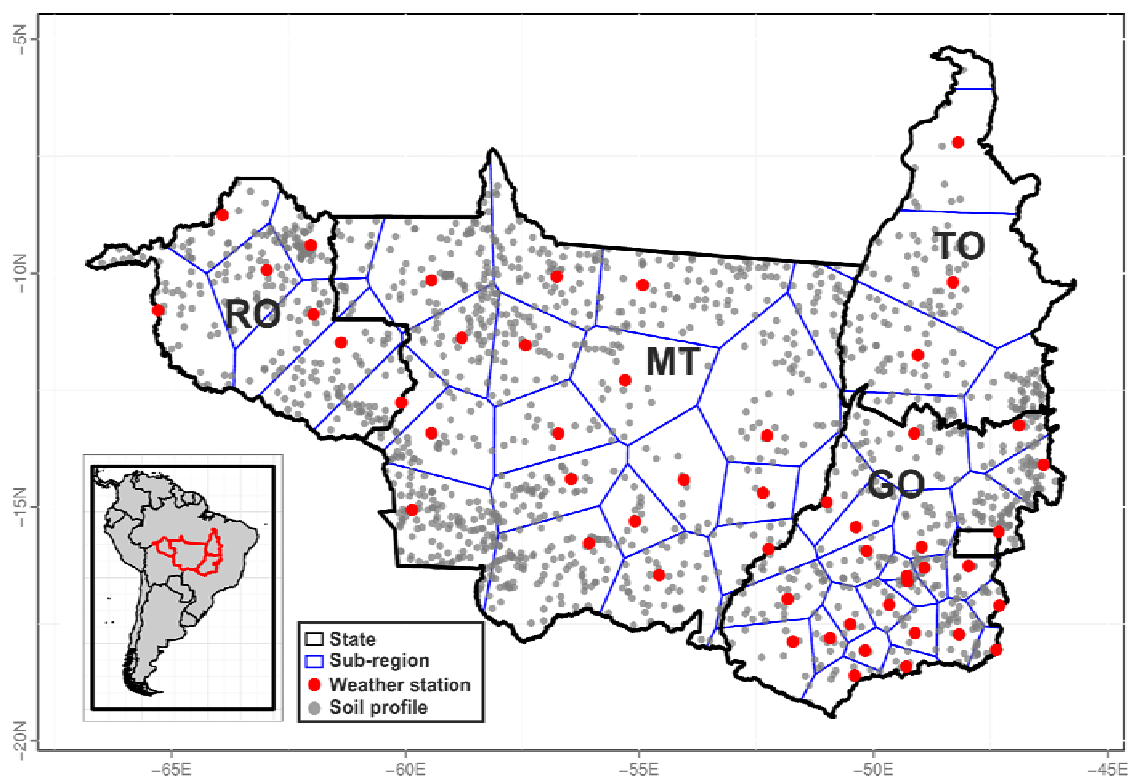 −5N
TO
−10N
RO
MT
GO
−15N
State
Sub-region
Weather station
Soil profile
−20N
−65E
−60E
−55E
−50E
−45E